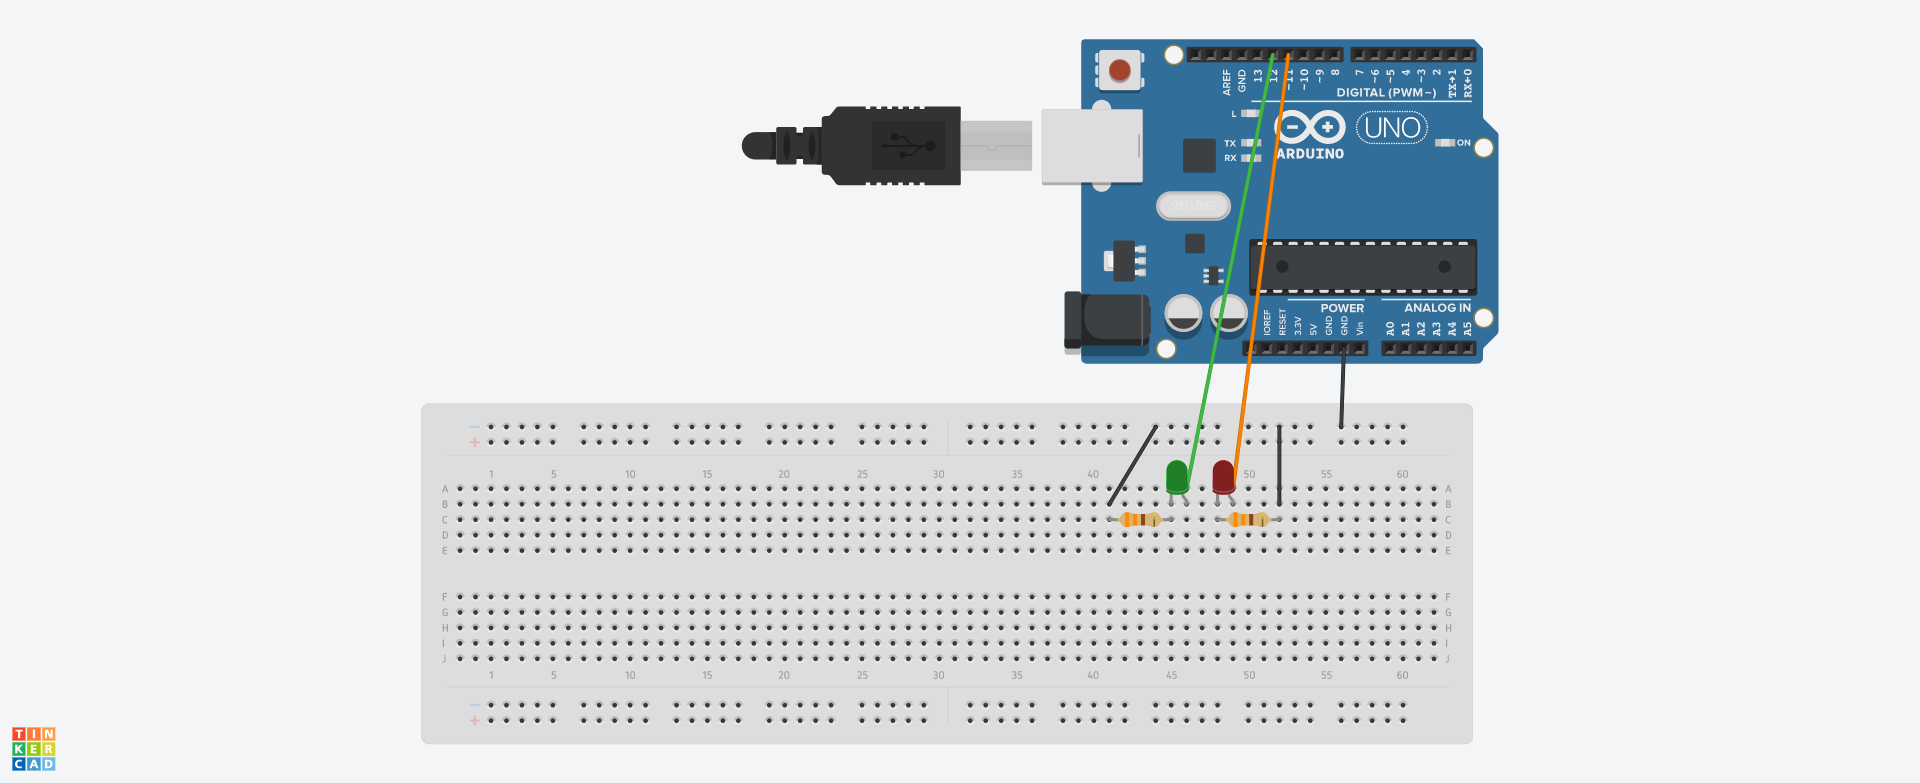 AREF GND 13 12 ~11 ~10 ~9 8 7 ~6 ~5 4 ~3 2 TX→1 RX←0
DIGITAL (PWM~)
L
UNO
TX
RX
ON
ARDUINO
POWER
ANALOG IN
IOREF RESET 3.3V 5V GND GND Vin A0 A1 A2 A3 A4 A5
−
+
1 5 10 15 20 25 30 35 40 50 55 60
A A
B B
C C
D D
E E
F F
G G
H H
I I
J J
1 5 10 15 20 25 30 35 40 45 50 55 60
−
+
TIN
KER
CAD